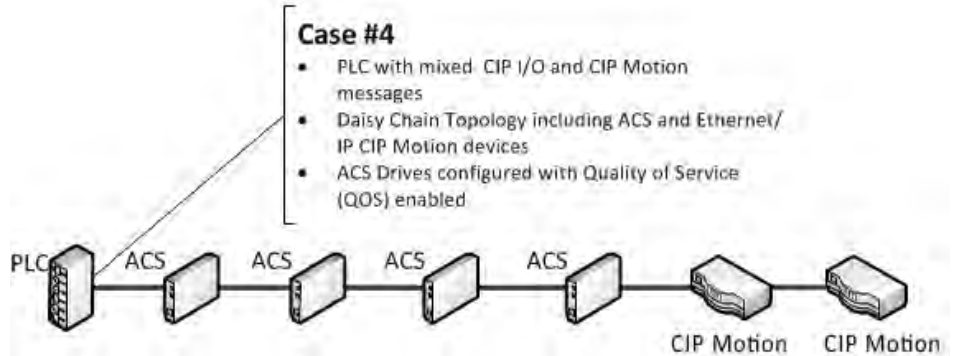 Case #4
• PLC with mixed CIP I/O and CIP Motion
messages
• Daisy Chain Topology including ACS and Ethernet/
IP CIP Motion devices
• ACS Drives configured with Quality of Service
(QOS) enabled
PLC ACS ACS ACS ACS
CIP Motion CIP Motion